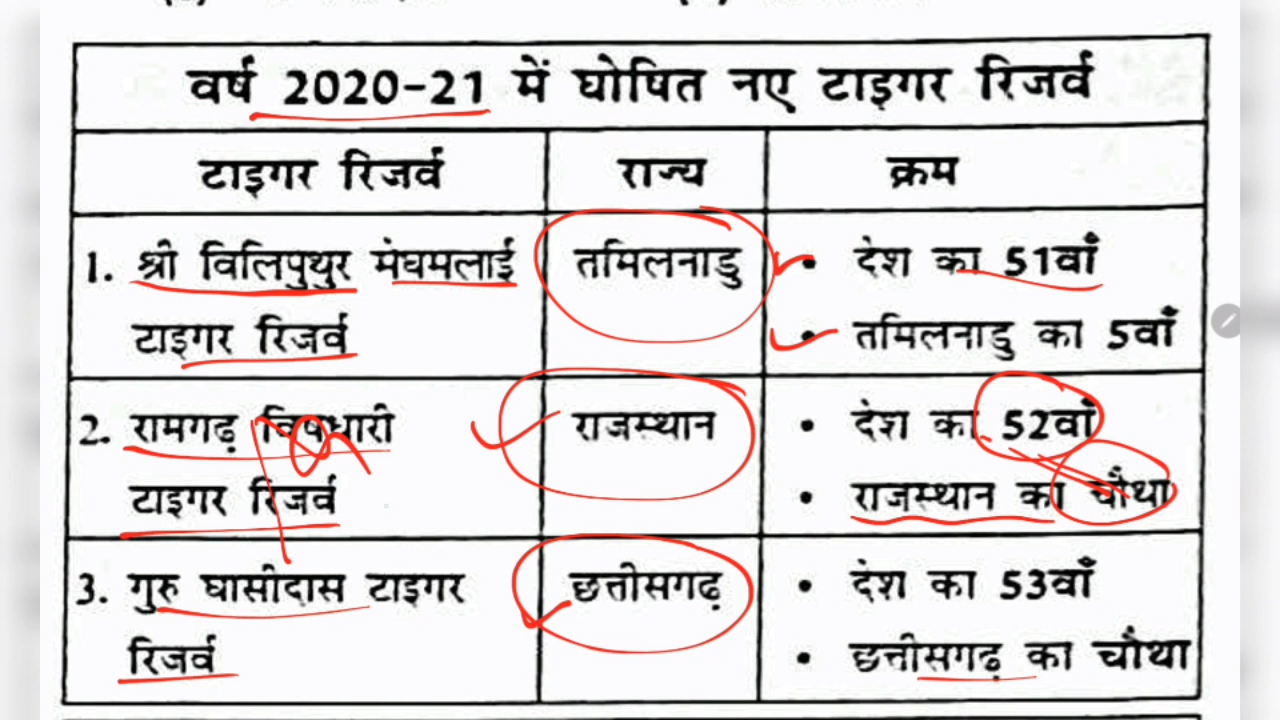 वर्ष 2020-21 में घोषित नए टाइगर रिजर्व
टाइगर रिजर्व राज्य क्रम
1. श्री विलिपुथुर मेघमलाई तमिलनाडु • देश का 51वाँ
टाइगर रिजर्व • तमिलनाडु का 5वाँ
2. रामगढ़ विषधारी राजस्थान • देश का 52वाँ
टाइगर रिजर्व • राजस्थान का चौथा
3. गुरु घासीदास टाइगर छत्तीसगढ़ • देश का 53वाँ
रिजर्व • छत्तीसगढ़ का चौथा